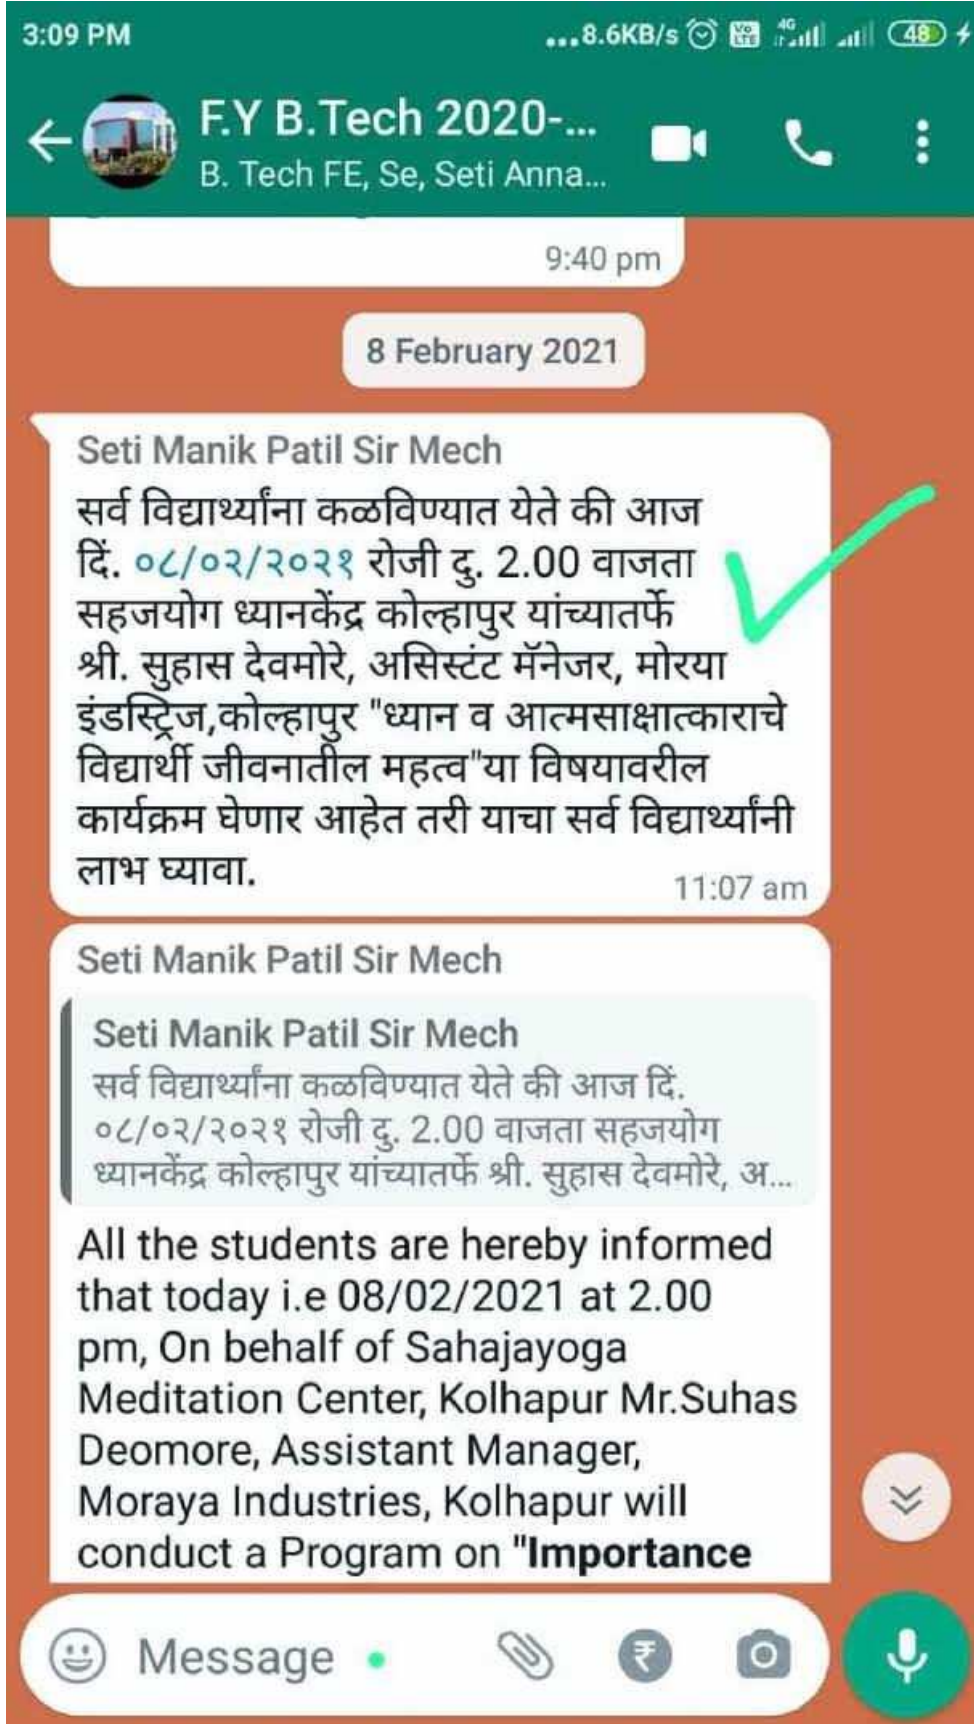 3:09 PM
...8.6KB/s Vo LTE 4G 48
F.Y B.Tech 2020-...
B. Tech FE, Se, Seti Anna...
9:40 pm
8 February 2021
Seti Manik Patil Sir Mech
सर्व विद्यार्थ्यांना कळविण्यात येते की आज
दिं. ०८/०२/२०२१ रोजी दु. 2.00 वाजता
सहजयोग ध्यानकेंद्र कोल्हापुर यांच्यातर्फे
श्री. सुहास देवमोरे, असिस्टंट मॅनेजर, मोरया
इंडस्ट्रिज,कोल्हापुर "ध्यान व आत्मसाक्षात्काराचे
विद्यार्थी जीवनातील महत्व"या विषयावरील
कार्यक्रम घेणार आहेत तरी याचा सर्व विद्यार्थ्यांनी
लाभ घ्यावा.
11:07 am
Seti Manik Patil Sir Mech
Seti Manik Patil Sir Mech
सर्व विद्यार्थ्यांना कळविण्यात येते की आज दिं.
०८/०२/२०२१ रोजी दु. 2.00 वाजता सहजयोग
ध्यानकेंद्र कोल्हापुर यांच्यातर्फे श्री. सुहास देवमोरे, अ...
All the students are hereby informed
that today i.e 08/02/2021 at 2.00
pm, On behalf of Sahajayoga
Meditation Center, Kolhapur Mr.Suhas
Deomore, Assistant Manager,
Moraya Industries, Kolhapur will
conduct a Program on "Importance
Message